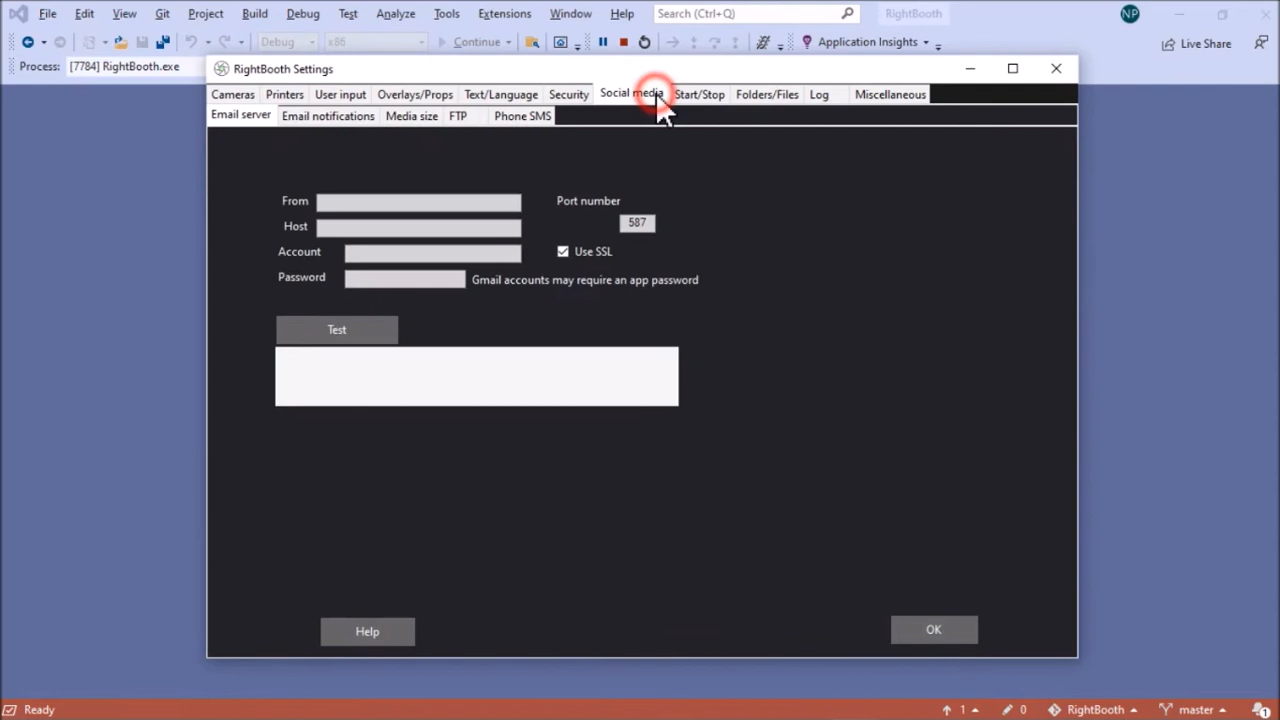 File Edit View Git Project Build Debug Test Analyze Tools Extensions Window Help Search (Ctrl+Q) RightBooth NP
Debug x86 Continue Application Insights Live Share
Process: [7784] RightBooth.exe
RightBooth Settings
Cameras Printers User input Overlays/Props Text/Language Security Social media Start/Stop Folders/Files Log Miscellaneous
Email server Email notifications Media size FTP Phone SMS
From Port number
Host 587
Account Use SSL
Password Gmail accounts may require an app password
Test
Help OK
Ready 1 0 RightBooth master 1